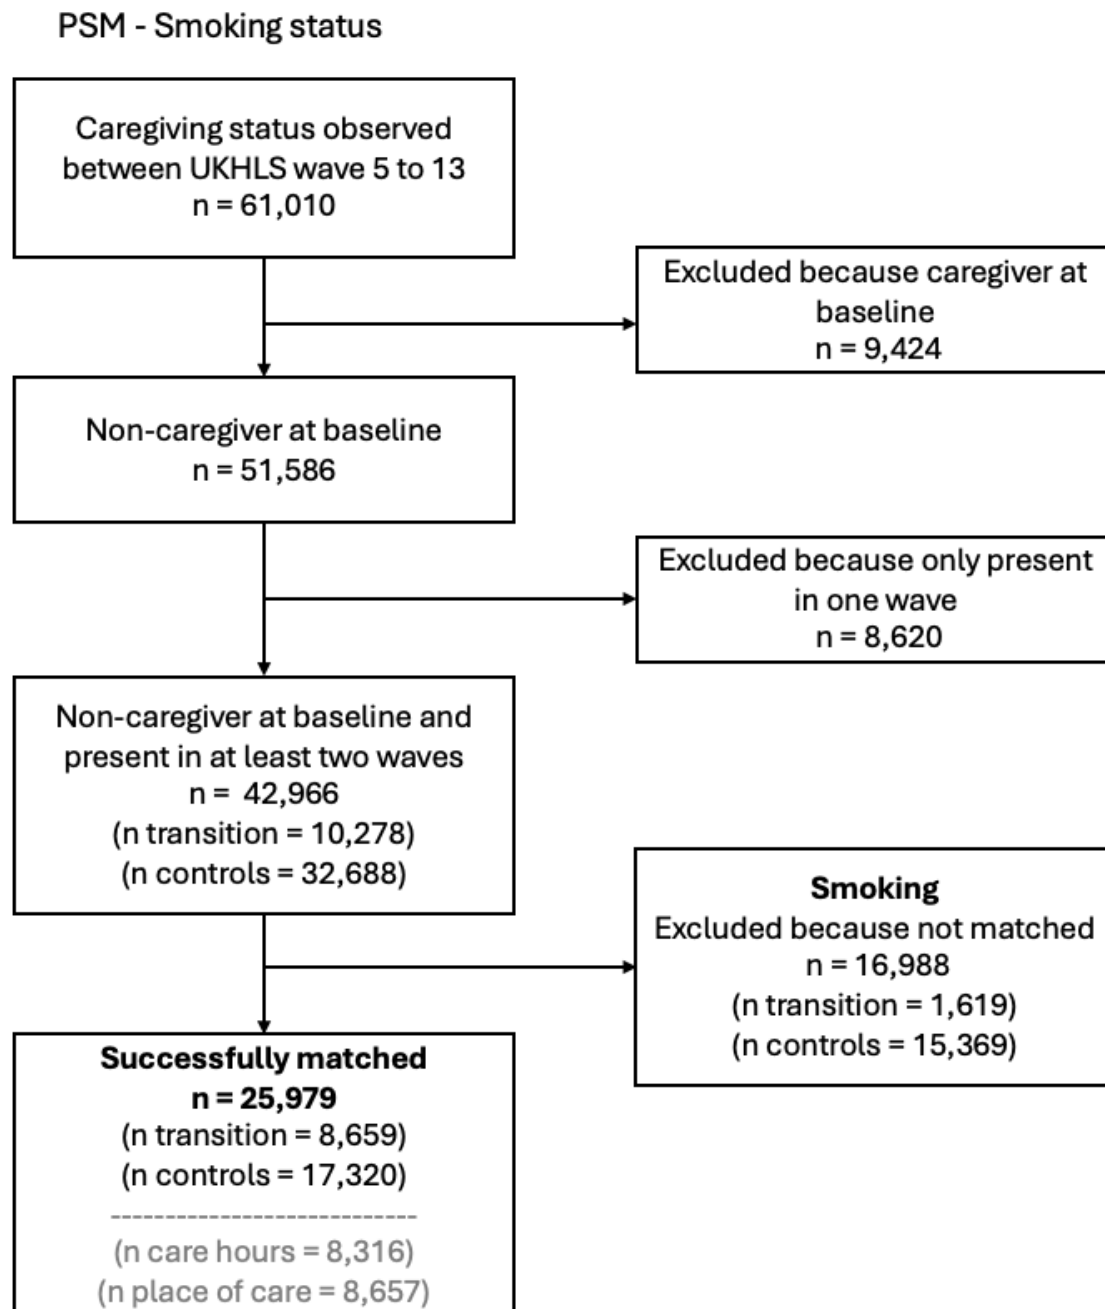 PSM - Smoking status
Caregiving status observed
between UKHLS wave 5 to 13
n = 61,010
Excluded because caregiver at
baseline
n = 9,424
Non-caregiver at baseline
n = 51,586
Excluded because only present
in one wave
n = 8,620
Non-caregiver at baseline and
present in at least two waves
n =  42,966
(n transition = 10,278)
(n controls = 32,688)
Smoking
Excluded because not matched
n = 16,988
(n transition = 1,619)
(n controls = 15,369)
Successfully matched
n = 25,979
(n transition = 8,659)
(n controls = 17,320)
----------------------------
(n care hours = 8,316)
(n place of care = 8,657)